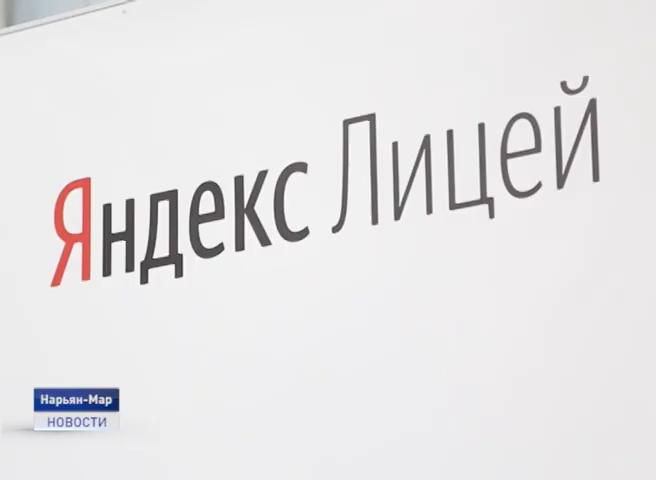 Яндекс Лицей
Нарьян-Мар
НОВОСТИ